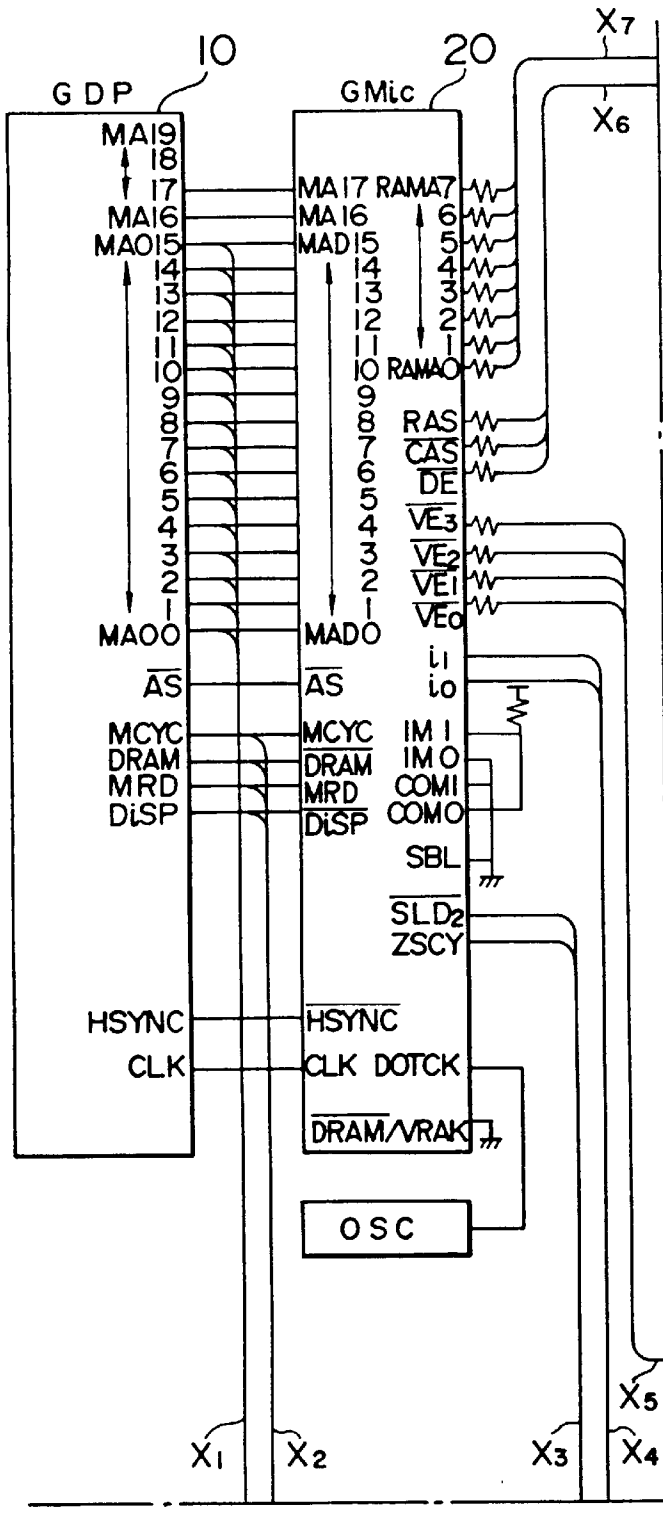 10
20
GDP
GMic
X7
X6
MA19
18
17
MA16
MAO15
14
13
12
11
10
9
8
7
6
5
4
3
2
1
MAOO
AS
MCYC
DRAM
MRD
DiSP
HSYNC
CLK
MA17 RAMA7
MA16
MAD15
14
13
12
11
10
9
8
7
6
5
4
3
2
1
MAD0
AS
MCYC
DRAM
MRD
DiSP
HSYNC
CLK
6
5
4
3
2
1
RAMA0
RAS
CAS
DE
VE3
VE2
VE1
VE0
i1
i0
IM1
IM0
COM1
COM0
SBL
SLD2
ZSCY
DOTCK
DRAM/VRAK
OSC
X5
X1
X2
X3
X4